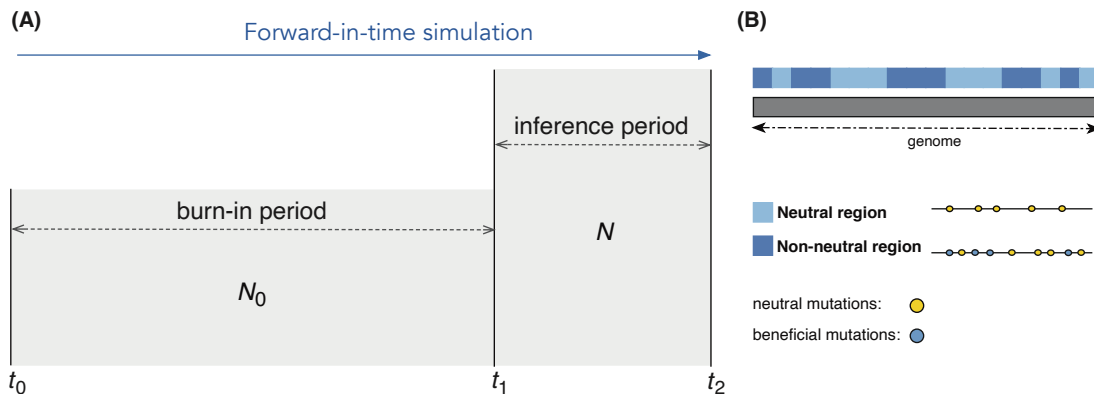 (A)
Forward-in-time simulation
inference period
burn-in period
N
N0
t0
t1
t2
(B)
genome
Neutral region
Non-neutral region
neutral mutations:
beneficial mutations: